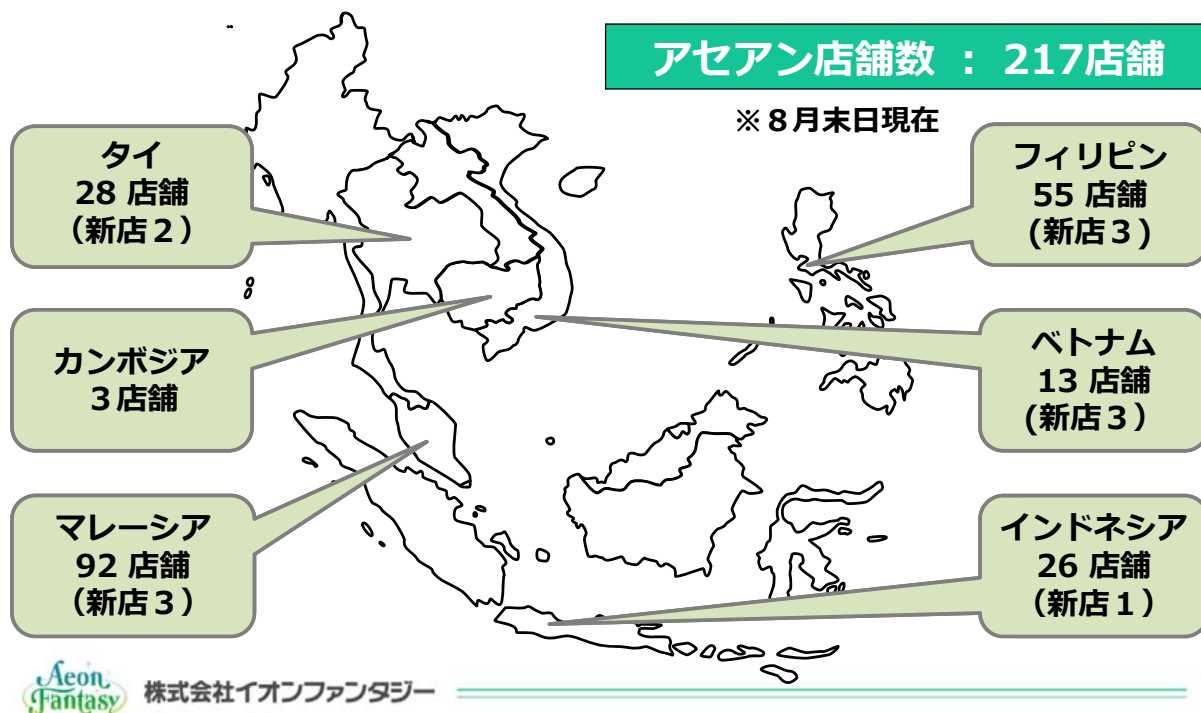 アセアン店舗数 ： 217店舗
※８月末日現在
タイ
28 店舗
（新店２）
フィリピン
55 店舗
(新店３)
カンボジア
３店舗
ベトナム
13 店舗
(新店３)
マレーシア
92 店舗
（新店３）
インドネシア
26 店舗
（新店１）
Aeon
Fantasy
株式会社イオンファンタジー